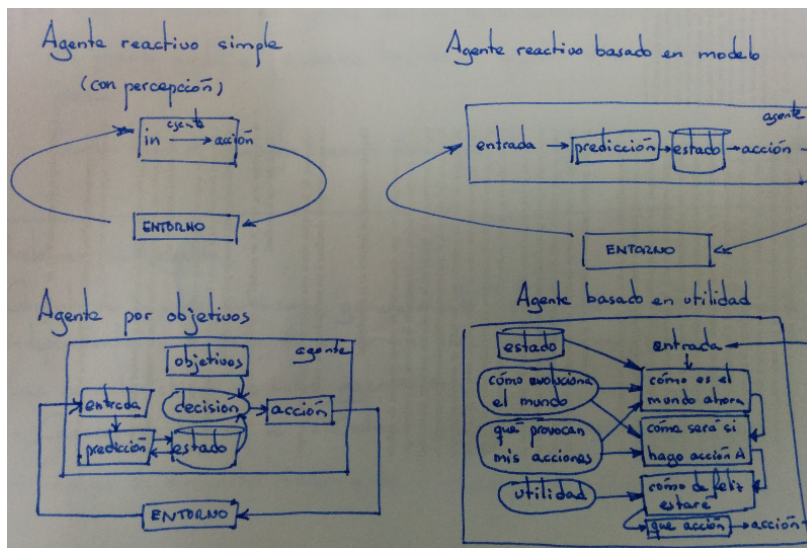 Agente reactivo simple
(con percepción)
agente
in acción
ENTORNO
Agente reactivo basado en modelo
agente
entrada predicción estado acción
ENTORNO
Agente por objetivos
agente
objetivos
entrada decisión acción
predicción estado
ENTORNO
Agente basado en utilidad
estado entrada
cómo evoluciona
el mundo
cómo es el
mundo ahora
qué provocan
mis acciones
cómo será si
hago acción A
utilidad
cómo de feliz
estaré
que acción acción